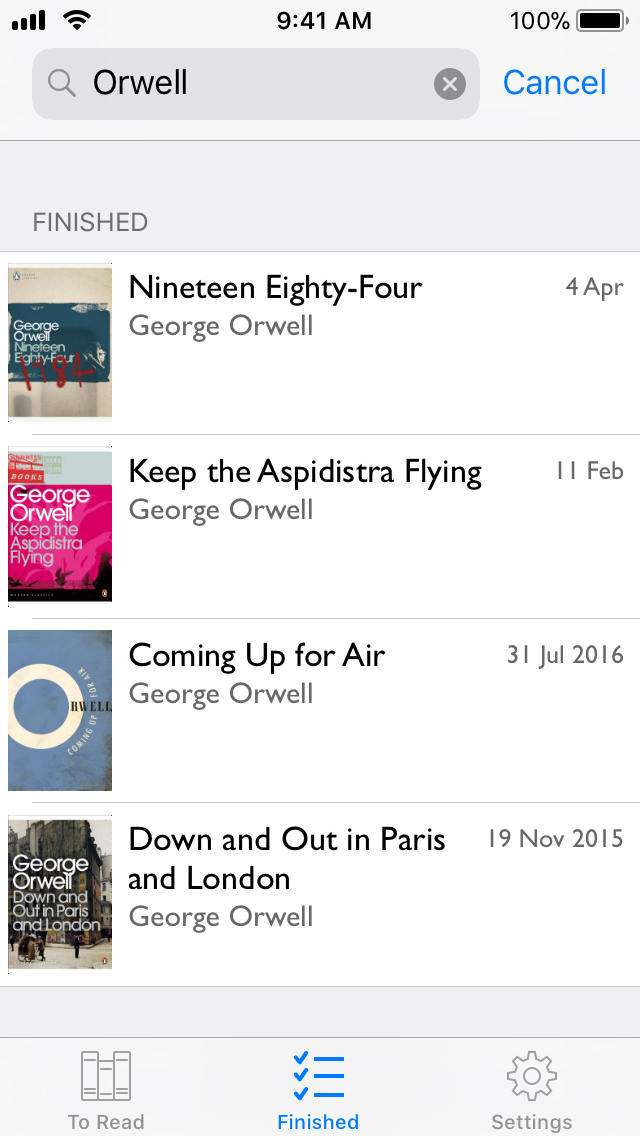 9:41 AM
100%
Orwell
Cancel
FINISHED
George
Orwell
Nineteen
Eighty-Four
1984
Nineteen Eighty-Four
4 Apr
George Orwell
BOOKS
George
Orwell
Keep the
Aspidistra
Flying
MODERN CLASSICS
Keep the Aspidistra Flying
11 Feb
George Orwell
ORWELL
COMING UP FOR AIR
Coming Up for Air
31 Jul 2016
George Orwell
George
Orwell
Down and
Out in Paris
and London
Down and Out in Paris
and London
19 Nov 2015
George Orwell
To Read
Finished
Settings